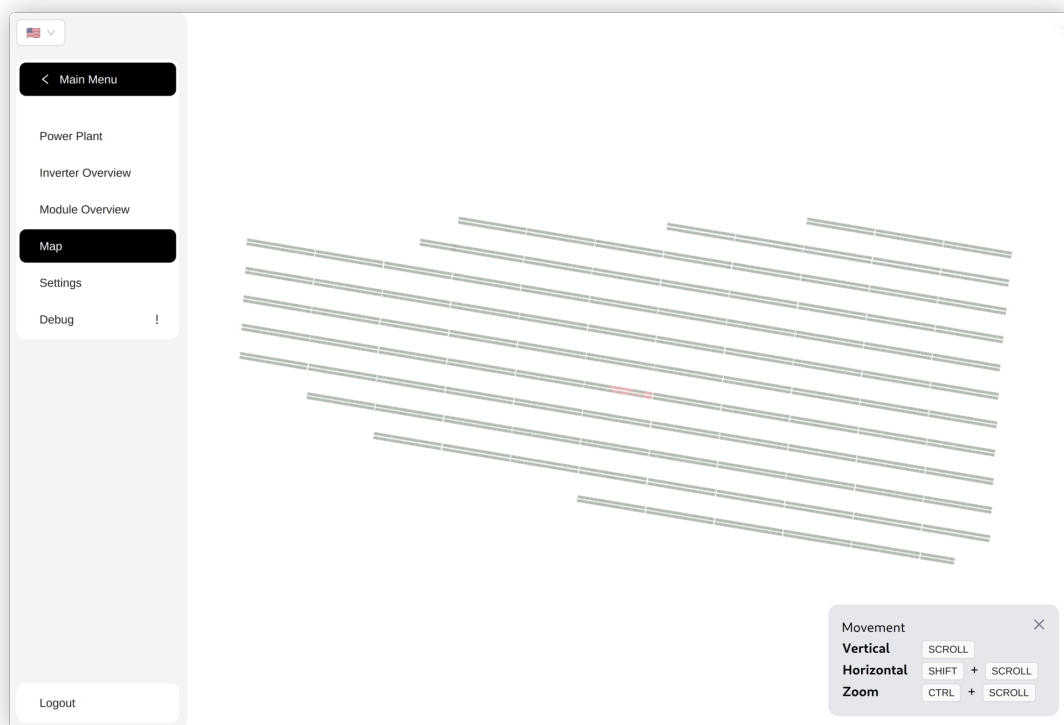 Main Menu
Power Plant
Inverter Overview
Module Overview
Map
Settings
Debug !
Logout
Movement
Vertical SCROLL
Horizontal SHIFT + SCROLL
Zoom CTRL + SCROLL